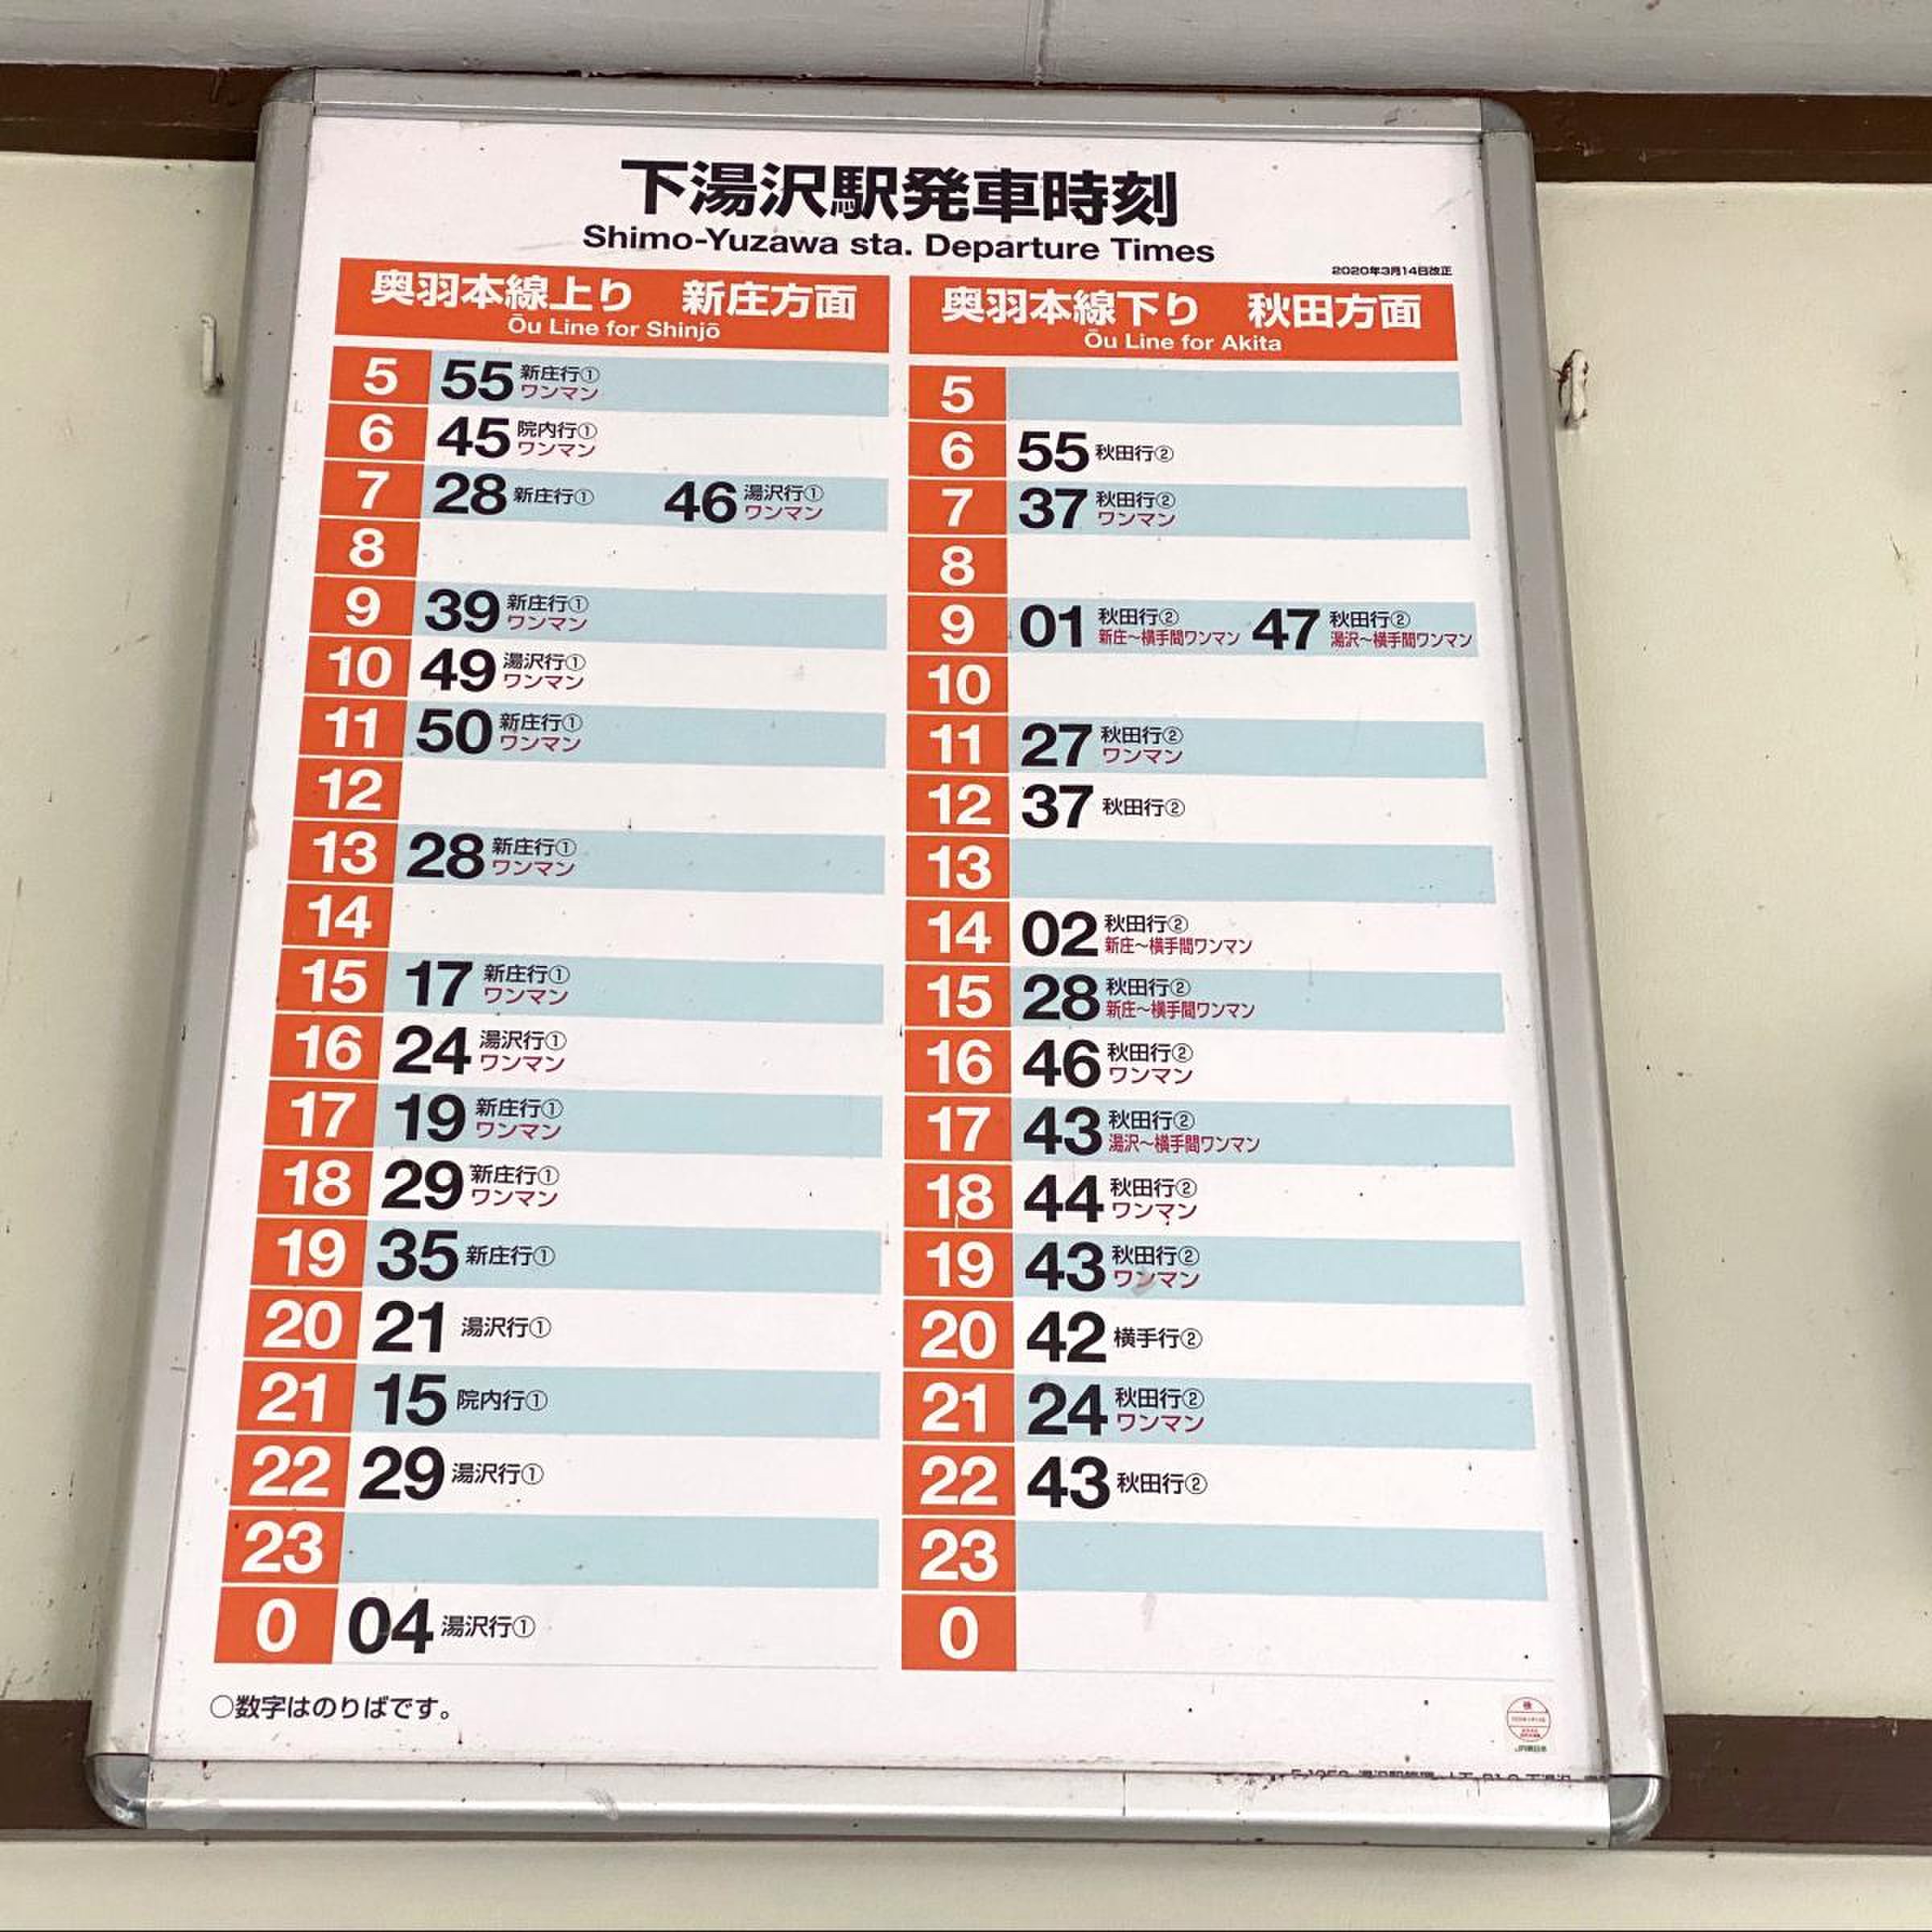 下湯沢駅発車時刻
Shimo-Yuzawa sta. Departure Times
2020年3月14日改正
奥羽本線上り 新庄方面
Ōu Line for Shinjō
5 55 新庄行①
ワンマン
6 45 院内行①
ワンマン
7 28 新庄行① 46 湯沢行①
ワンマン
8
9 39 新庄行①
ワンマン
10 49 湯沢行①
ワンマン
11 50 新庄行①
ワンマン
12
13 28 新庄行①
ワンマン
14
15 17 新庄行①
ワンマン
16 24 湯沢行①
ワンマン
17 19 新庄行①
ワンマン
18 29 新庄行①
ワンマン
19 35 新庄行①
20 21 湯沢行①
21 15 院内行①
22 29 湯沢行①
23
0 04 湯沢行①
奥羽本線下り 秋田方面
Ōu Line for Akita
5
6 55 秋田行②
7 37 秋田行②
ワンマン
8
9 01 秋田行② 47 秋田行②
新庄～横手間ワンマン 湯沢～横手間ワンマン
10
11 27 秋田行②
ワンマン
12 37 秋田行②
13
14 02 秋田行②
新庄～横手間ワンマン
15 28 秋田行②
新庄～横手間ワンマン
16 46 秋田行②
ワンマン
17 43 秋田行②
湯沢～横手間ワンマン
18 44 秋田行②
ワンマン
19 43 秋田行②
ワンマン
20 42 横手行②
21 24 秋田行②
ワンマン
22 43 秋田行②
23
0
○数字はのりばです。
JR東日本